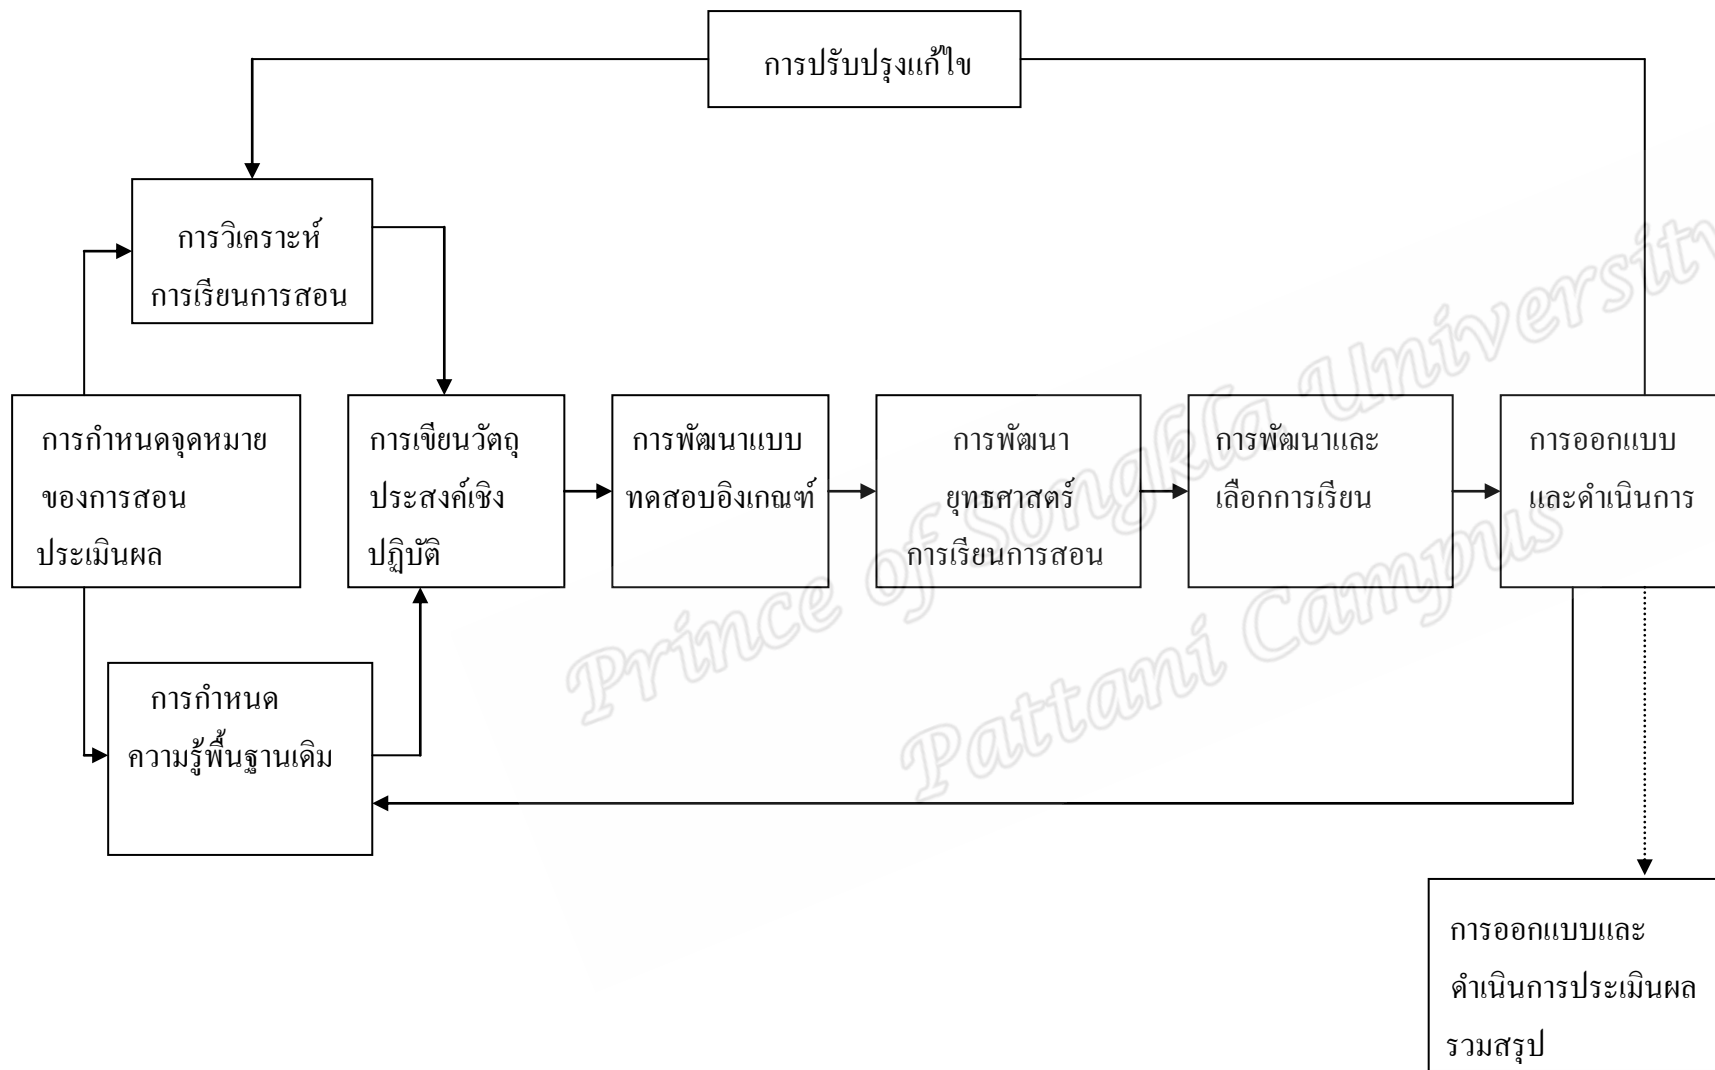 การปรับปรุงแก้ไข
การวิเคราะห์
การเรียนการสอน
การกำหนดจุดหมาย
ของการสอน
ประเมินผล
การเขียนวัตถุ
ประสงค์เชิง
ปฏิบัติ
การพัฒนาแบบ
ทดสอบอิงเกณฑ์
การพัฒนา
ยุทธศาสตร์
การเรียนการสอน
การพัฒนาและ
เลือกการเรียน
การออกแบบ
และดำเนินการ
การกำหนด
ความรู้พื้นฐานเดิม
การออกแบบและ
ดำเนินการประเมินผล
รวมสรุป
Prince of Songkla University
Pattani Campus